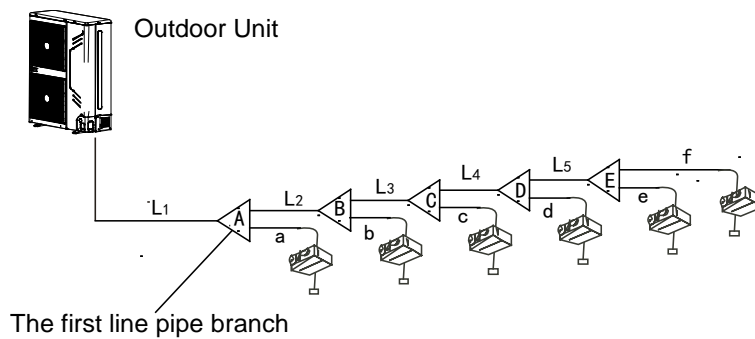 Outdoor Unit
L1
A
L2
B
L3
C
L4
D
L5
E
f
a
b
c
d
e
The first line pipe branch